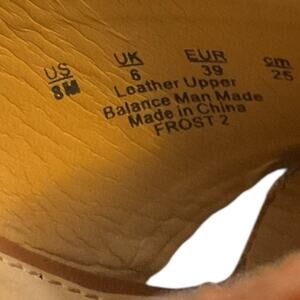 US UK EUR cm
8M 6 39 25
Leather Upper
Balance Man Made
Made in China
FROST 2